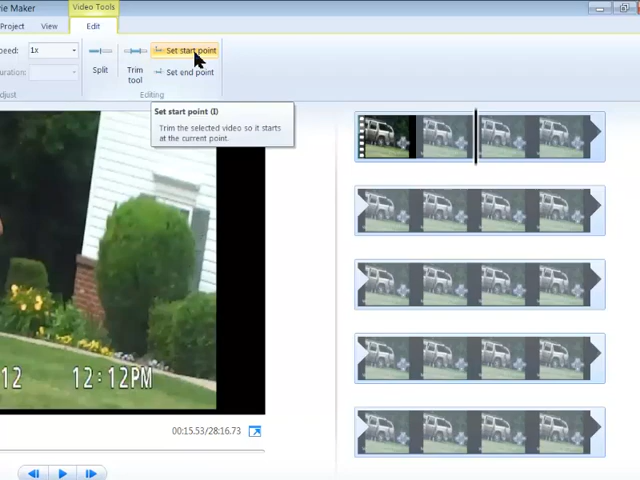 vie Maker
Video Tools
Project
View
Edit
peed:
1x
uration:
Split
Trim
tool
Set start point
Set end point
djust
Editing
Set start point (I)
Trim the selected video so it starts
at the current point.
12 12:12PM
00:15.53/28:16.73